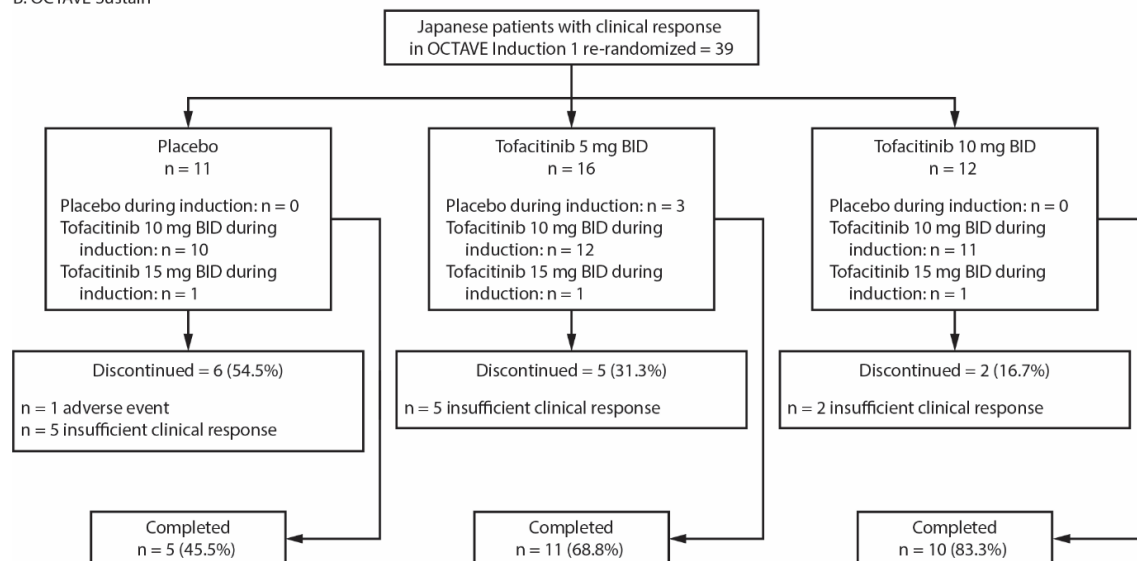 B. OCTAVE Sustain
Japanese patients with clinical response
in OCTAVE Induction 1 re-randomized = 39
Placebo
n = 11
Placebo during induction: n = 0
Tofacitinib 10 mg BID during
induction: n = 10
Tofacitinib 15 mg BID during
induction: n = 1
Tofacitinib 5 mg BID
n = 16
Placebo during induction: n = 3
Tofacitinib 10 mg BID during
induction: n = 12
Tofacitinib 15 mg BID during
induction: n = 1
Tofacitinib 10 mg BID
n = 12
Placebo during induction: n = 0
Tofacitinib 10 mg BID during
induction: n = 11
Tofacitinib 15 mg BID during
induction: n = 1
Discontinued = 6 (54.5%)
n = 1 adverse event
n = 5 insufficient clinical response
Discontinued = 5 (31.3%)
n = 5 insufficient clinical response
Discontinued = 2 (16.7%)
n = 2 insufficient clinical response
Completed
n = 5 (45.5%)
Completed
n = 11 (68.8%)
Completed
n = 10 (83.3%)